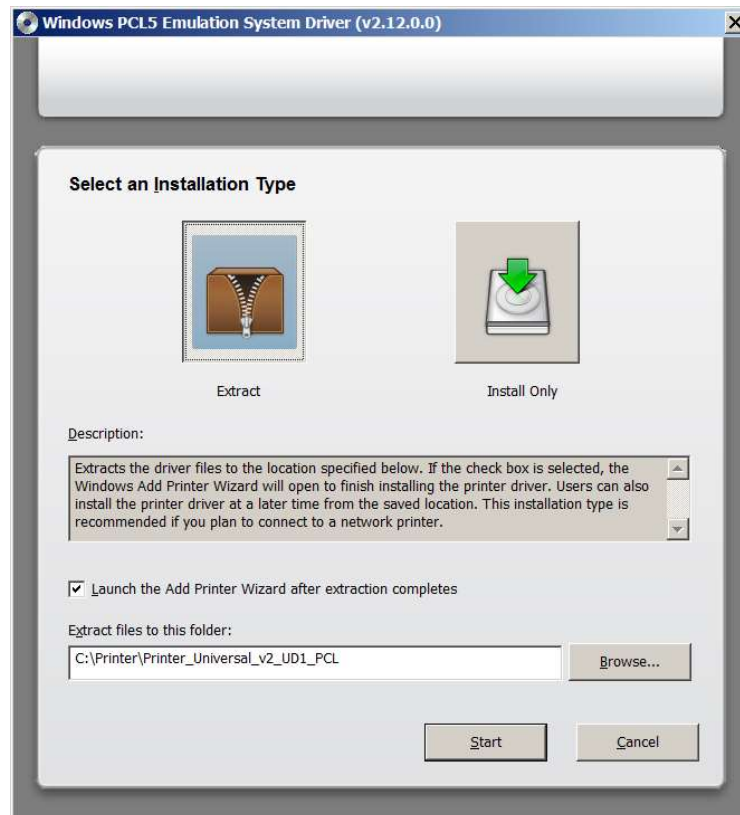 Windows PCL5 Emulation System Driver (v2.12.0.0)
Select an Installation Type
Extract
Install Only
Description:
Extracts the driver files to the location specified below. If the check box is selected, the
Windows Add Printer Wizard will open to finish installing the printer driver. Users can also
install the printer driver at a later time from the saved location. This installation type is
recommended if you plan to connect to a network printer.
Launch the Add Printer Wizard after extraction completes
Extract files to this folder:
C:\Printer\Printer_Universal_v2_UD1_PCL
Browse...
Start
Cancel